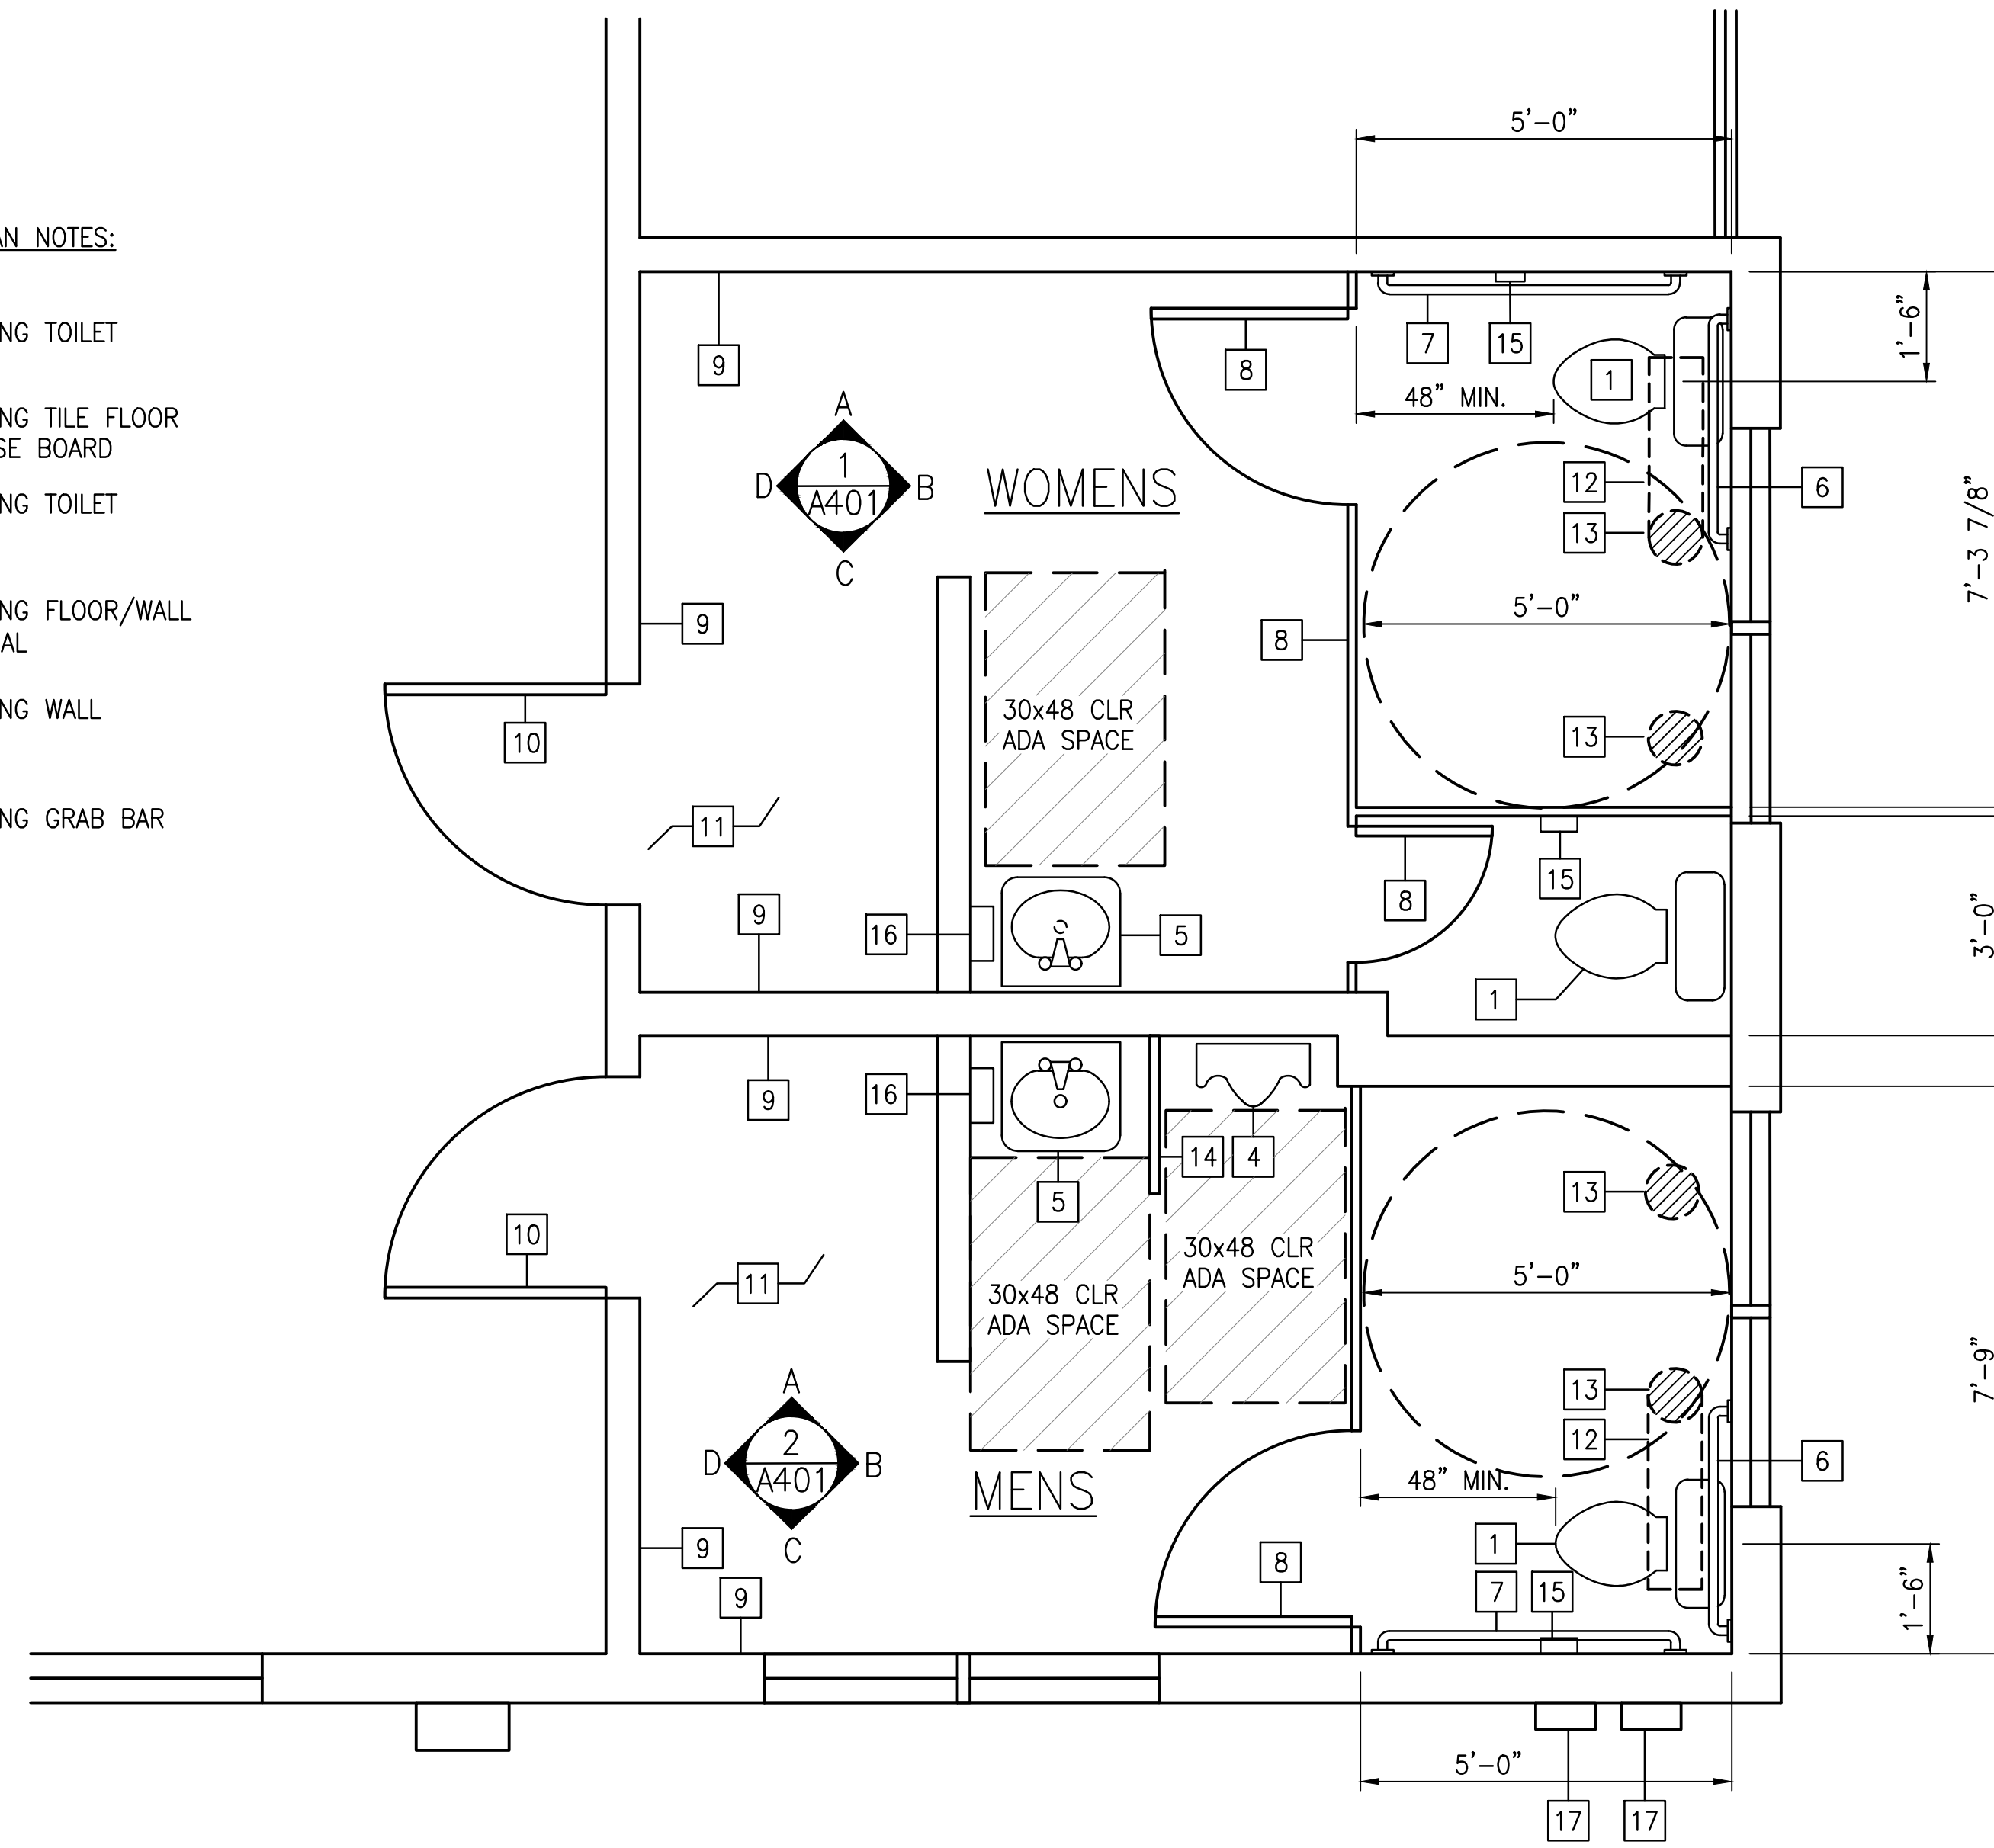 AN NOTES:
NG TOILET
NG TILE FLOOR
SE BOARD
NG TOILET
NG FLOOR/WALL
AL
NG WALL
NG GRAB BAR
5'-0"
1'-6"
7
15
1
9
8
48" MIN.
A
1
D
B
A401
C
WOMENS
12
6
13
7'-3 7/8"
5'-0"
9
8
30x48 CLR
ADA SPACE
13
10
11
15
8
9
16
5
3'-0"
1
9
16
14
4
5
13
10
30x48 CLR
ADA SPACE
5'-0"
11
30x48 CLR
ADA SPACE
13
7'-9"
12
6
A
2
D
B
A401
C
MENS
48" MIN.
9
1
8
7
15
9
1'-6"
5'-0"
17
17